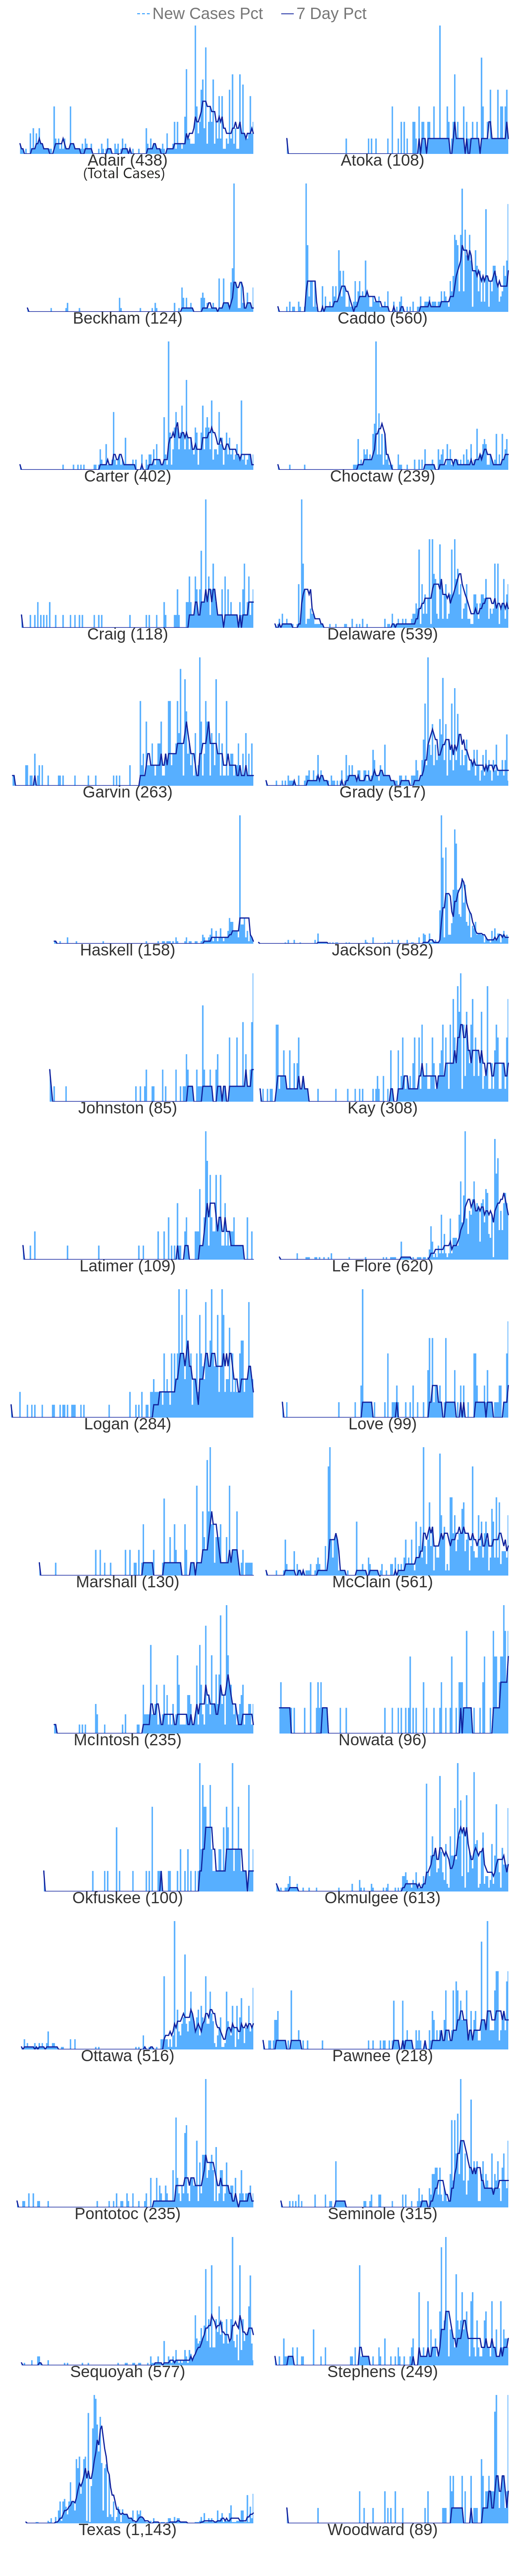 New Cases Pct 7 Day Pct
Adair (438) Atoka (108)
(Total Cases)
Beckham (124) Caddo (560)
Carter (402) Choctaw (239)
Craig (118) Delaware (539)
Garvin (263) Grady (517)
Haskell (158) Jackson (582)
Johnston (85) Kay (308)
Latimer (109) Le Flore (620)
Logan (284) Love (99)
Marshall (130) McClain (561)
McIntosh (235) Nowata (96)
Okfuskee (100) Okmulgee (613)
Ottawa (516) Pawnee (218)
Pontotoc (235) Seminole (315)
Sequoyah (577) Stephens (249)
Texas (1,143) Woodward (89)